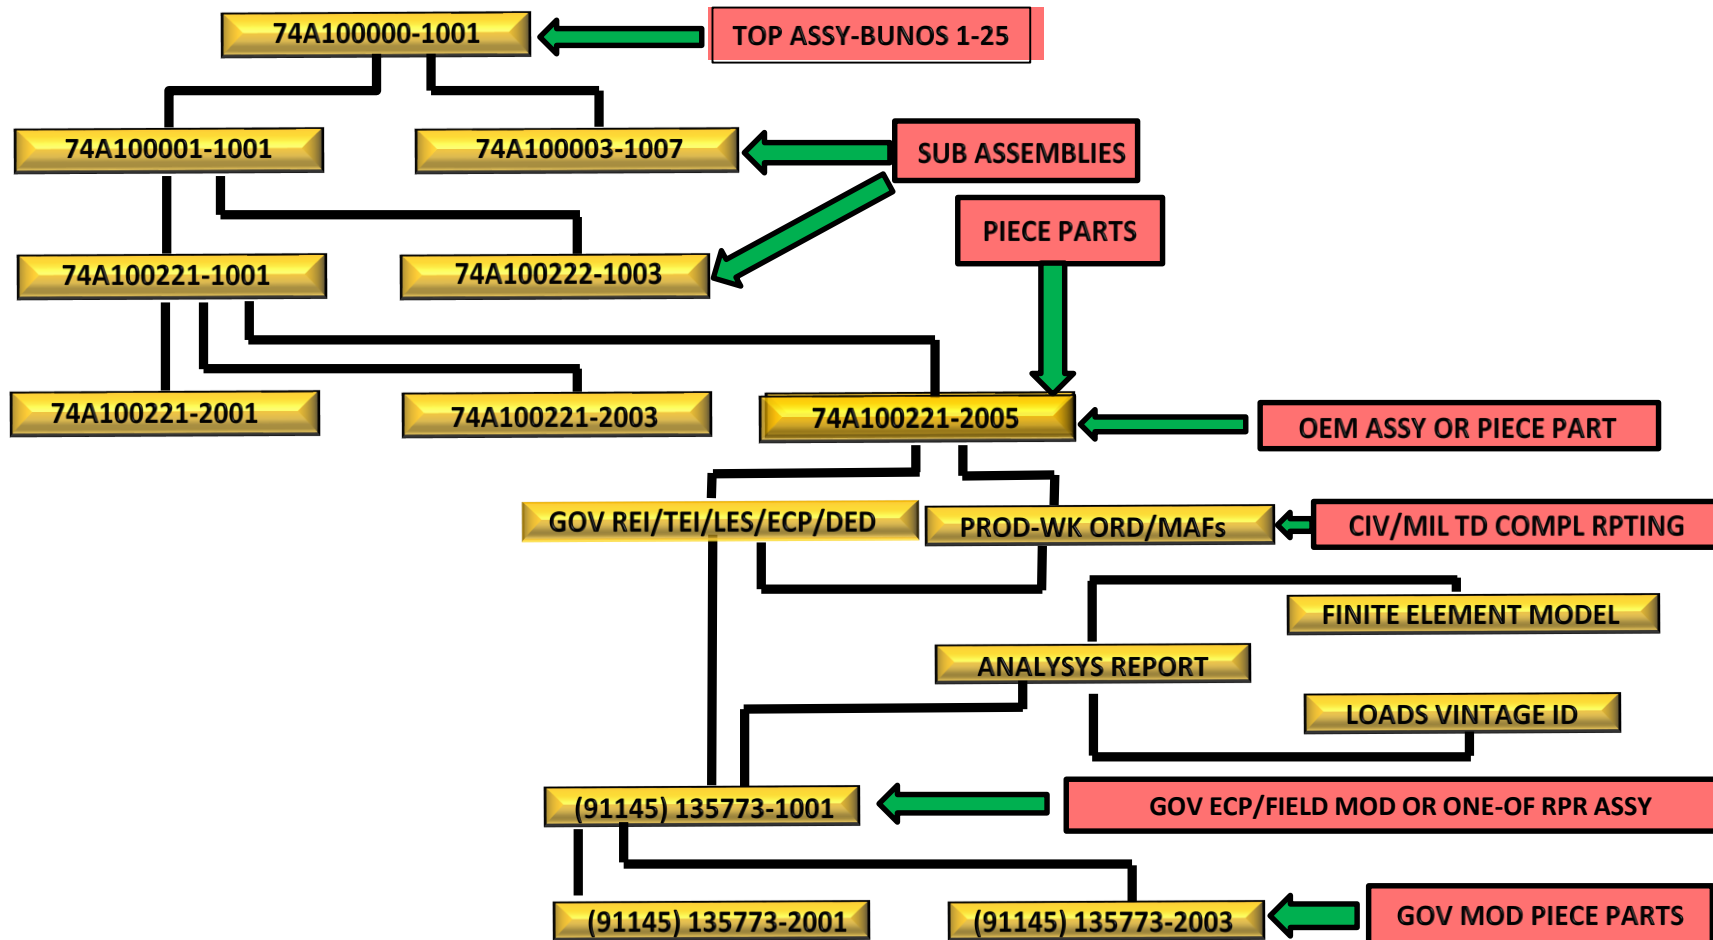 74A100000-1001
TOP ASSY-BUNOS 1-25
74A100001-1001
74A100003-1007
SUB ASSEMBLIES
PIECE PARTS
74A100221-1001
74A100222-1003
74A100221-2001
74A100221-2003
74A100221-2005
OEM ASSY OR PIECE PART
GOV REI/TEI/LES/ECP/DED
PROD-WK ORD/MAFs
CIV/MIL TD COMPL RPTING
FINITE ELEMENT MODEL
ANALYSYS REPORT
LOADS VINTAGE ID
(91145) 135773-1001
GOV ECP/FIELD MOD OR ONE-OF RPR ASSY
(91145) 135773-2001
(91145) 135773-2003
GOV MOD PIECE PARTS